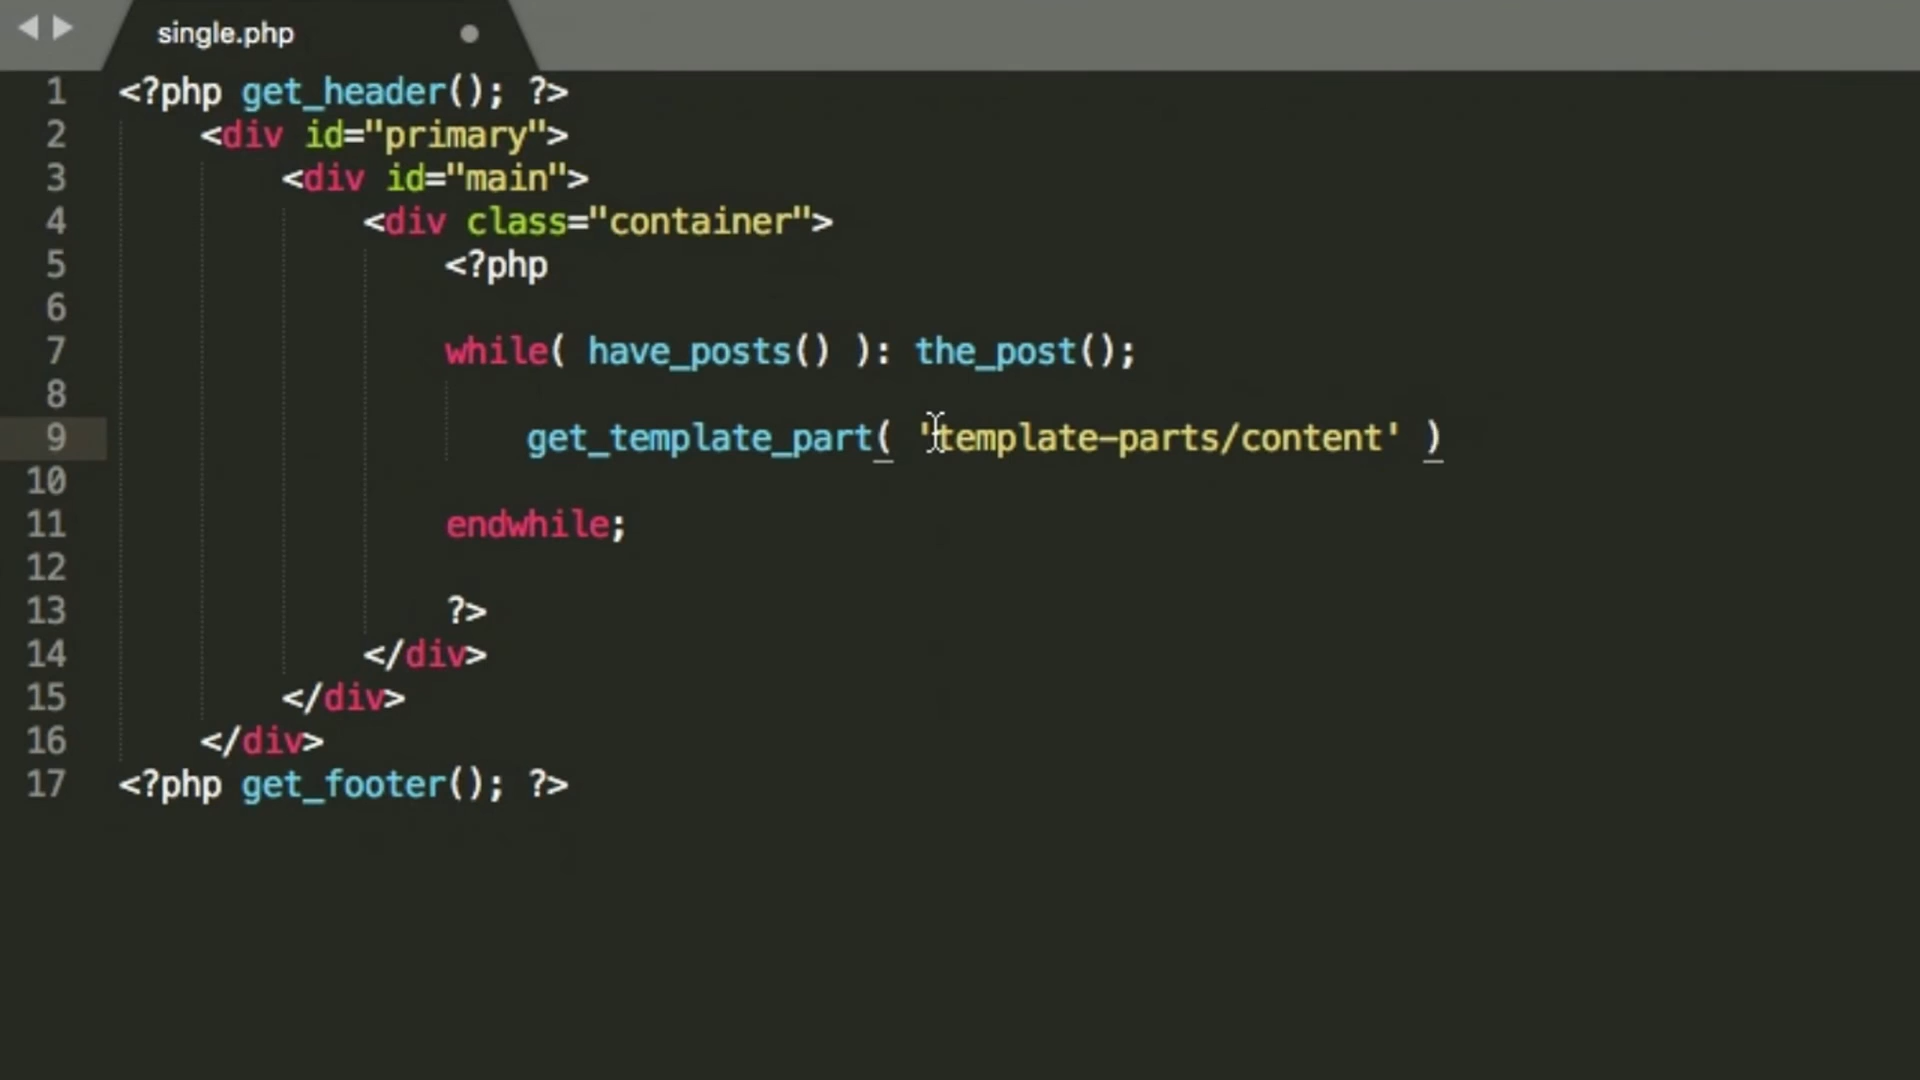 single.php
1 <?php get_header(); ?>
2 <div id="primary">
3 <div id="main">
4 <div class="container">
5 <?php
6
7 while( have_posts() ): the_post();
8
9 get_template_part( 'template-parts/content' )
10
11 endwhile;
12
13 ?>
14 </div>
15 </div>
16 </div>
17 <?php get_footer(); ?>